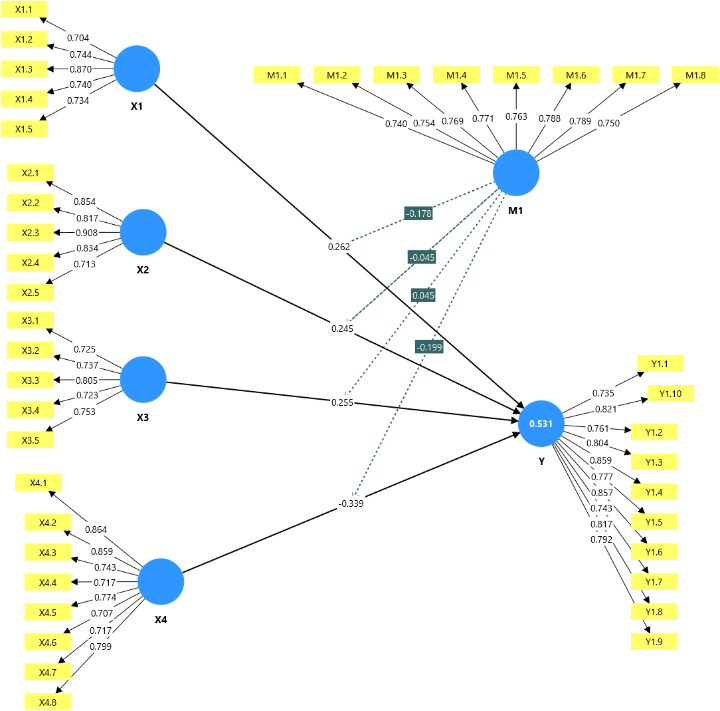 X1.1
X1.2
X1.3
X1.4
X1.5
0.704
0.744
0.870
0.740
0.734
X1
M1.1
M1.2
M1.3
M1.4
M1.5
M1.6
M1.7
M1.8
0.740
0.754
0.769
0.771
0.763
0.788
0.789
0.750
M1
X2.1
X2.2
X2.3
X2.4
X2.5
0.854
0.817
0.908
0.834
0.713
X2
-0.178
-0.045
0.045
-0.199
0.262
0.245
0.255
-0.339
X3.1
X3.2
X3.3
X3.4
X3.5
0.725
0.737
0.805
0.723
0.753
X3
X4.1
X4.2
X4.3
X4.4
X4.5
X4.6
X4.7
X4.8
0.864
0.859
0.743
0.717
0.774
0.707
0.717
0.799
X4
0.531
Y
0.735
0.821
0.761
0.804
0.859
0.777
0.857
0.743
0.817
0.792
Y1.1
Y1.10
Y1.2
Y1.3
Y1.4
Y1.5
Y1.6
Y1.7
Y1.8
Y1.9